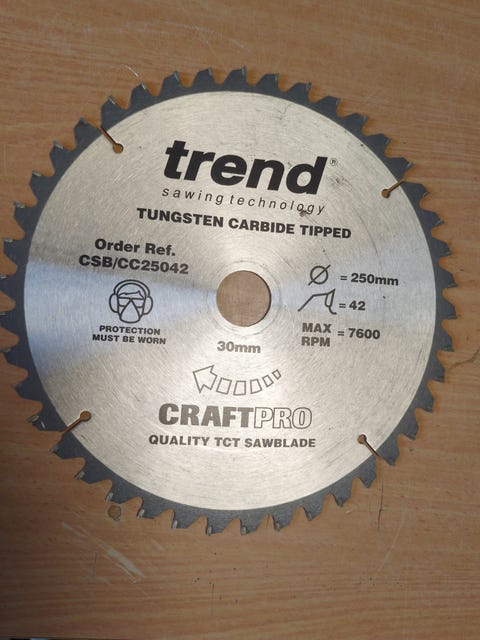 trend®
sawing technology
TUNGSTEN CARBIDE TIPPED
Order Ref.
CSB/CC25042
PROTECTION
MUST BE WORN
30mm
= 250mm
= 42
MAX
RPM = 7600
CRAFTPRO
QUALITY TCT SAWBLADE